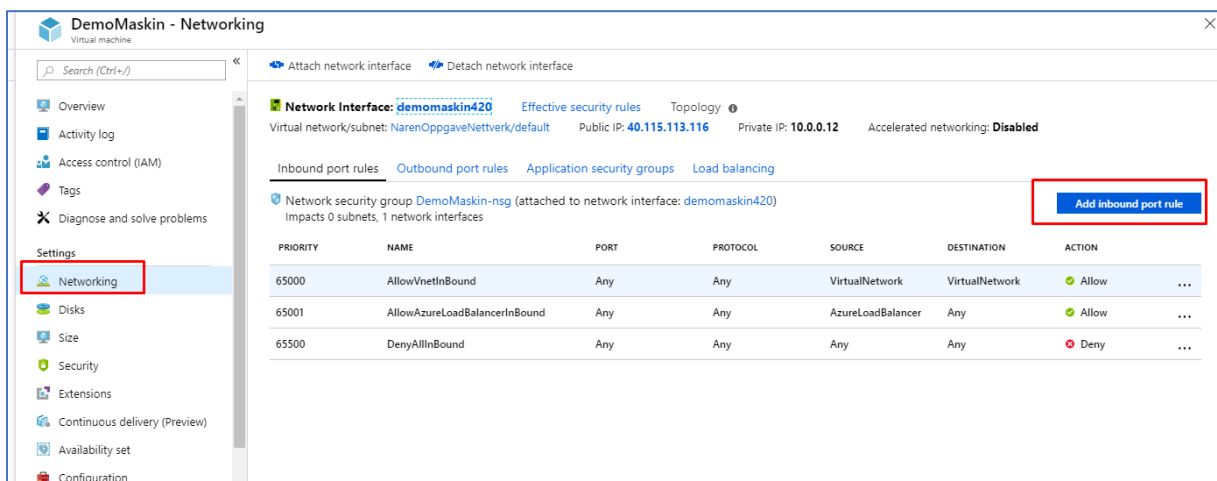 DemoMaskin - Networking
Virtual machine
Search (Ctrl+/)
«
Overview
Activity log
Access control (IAM)
Tags
Diagnose and solve problems
Settings
Networking
Disks
Size
Security
Extensions
Continuous delivery (Preview)
Availability set
Configuration
Attach network interface Detach network interface
Network Interface: demomaskin420 Effective security rules Topology
Virtual network/subnet: NarenOppgaveNettverk/default Public IP: 40.115.113.116 Private IP: 10.0.0.12 Accelerated networking: Disabled
Inbound port rules Outbound port rules Application security groups Load balancing
Network security group DemoMaskin-nsg (attached to network interface: demomaskin420)
Impacts 0 subnets, 1 network interfaces
Add inbound port rule
PRIORITY NAME PORT PROTOCOL SOURCE DESTINATION ACTION
65000 AllowVnetInBound Any Any VirtualNetwork VirtualNetwork Allow ...
65001 AllowAzureLoadBalancerInBound Any Any AzureLoadBalancer Any Allow ...
65500 DenyAllInBound Any Any Any Any Deny ...